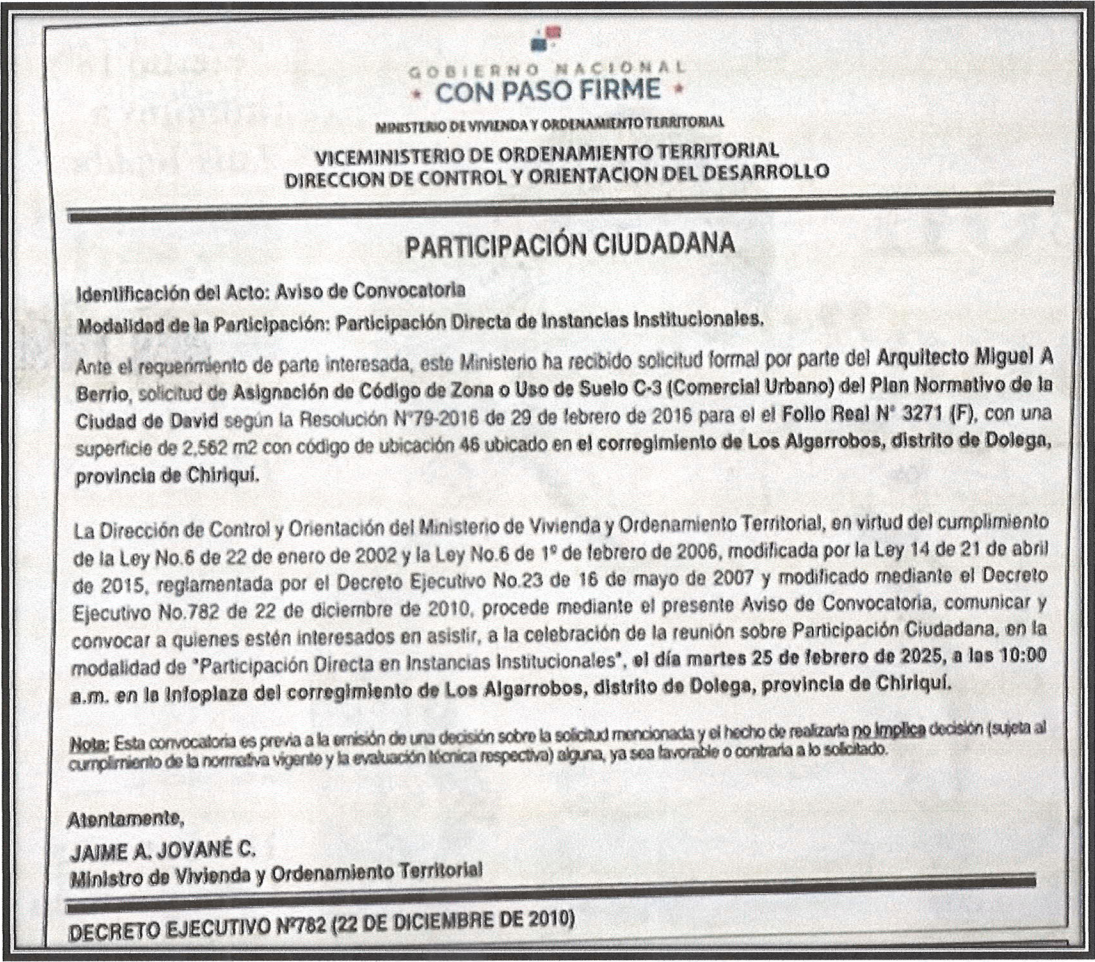 GOBIERNO NACIONAL
★ CON PASO FIRME ★
MINISTERIO DE VIVIENDA Y ORDENAMIENTO TERRITORIAL
VICEMINISTERIO DE ORDENAMIENTO TERRITORIAL
DIRECCION DE CONTROL Y ORIENTACION DEL DESARROLLO
PARTICIPACIÓN CIUDADANA
Identificación del Acto: Aviso de Convocatoria
Modalidad de la Participación: Participación Directa de Instancias Institucionales.
Ante el requerimiento de parte interesada, este Ministerio ha recibido solicitud formal por parte del Arquitecto Miguel A
Berrio, solicitud de Asignación de Código de Zona o Uso de Suelo C-3 (Comercial Urbano) del Plan Normativo de la
Ciudad de David según la Resolución N°79-2016 de 29 de febrero de 2016 para el el Folio Real N° 3271 (F), con una
superficie de 2,562 m2 con código de ubicación 46 ubicado en el corregimiento de Los Algarrobos, distrito de Dolega,
provincia de Chiriquí.
La Dirección de Control y Orientación del Ministerio de Vivienda y Ordenamiento Territorial, en virtud del cumplimiento
de la Ley No.6 de 22 de enero de 2002 y la Ley No.6 de 1º de febrero de 2006, modificada por la Ley 14 de 21 de abril
de 2015, reglamentada por el Decreto Ejecutivo No.23 de 16 de mayo de 2007 y modificado mediante el Decreto
Ejecutivo No.782 de 22 de diciembre de 2010, procede mediante el presente Aviso de Convocatoria, comunicar y
convocar a quienes estén interesados en asistir, a la celebración de la reunión sobre Participación Ciudadana, en la
modalidad de "Participación Directa en Instancias Institucionales", el día martes 25 de febrero de 2025, a las 10:00
a.m. en la Infoplaza del corregimiento de Los Algarrobos, distrito de Dolega, provincia de Chiriquí.
Nota: Esta convocatoria es previa a la emisión de una decisión sobre la solicitud mencionada y el hecho de realizarla no implica decisión (sujeta al
cumplimiento de la normativa vigente y la evaluación técnica respectiva) alguna, ya sea favorable o contraria a lo solicitado.
Atentamente,
JAIME A. JOVANÉ C.
Ministro de Vivienda y Ordenamiento Territorial
DECRETO EJECUTIVO Nº782 (22 DE DICIEMBRE DE 2010)